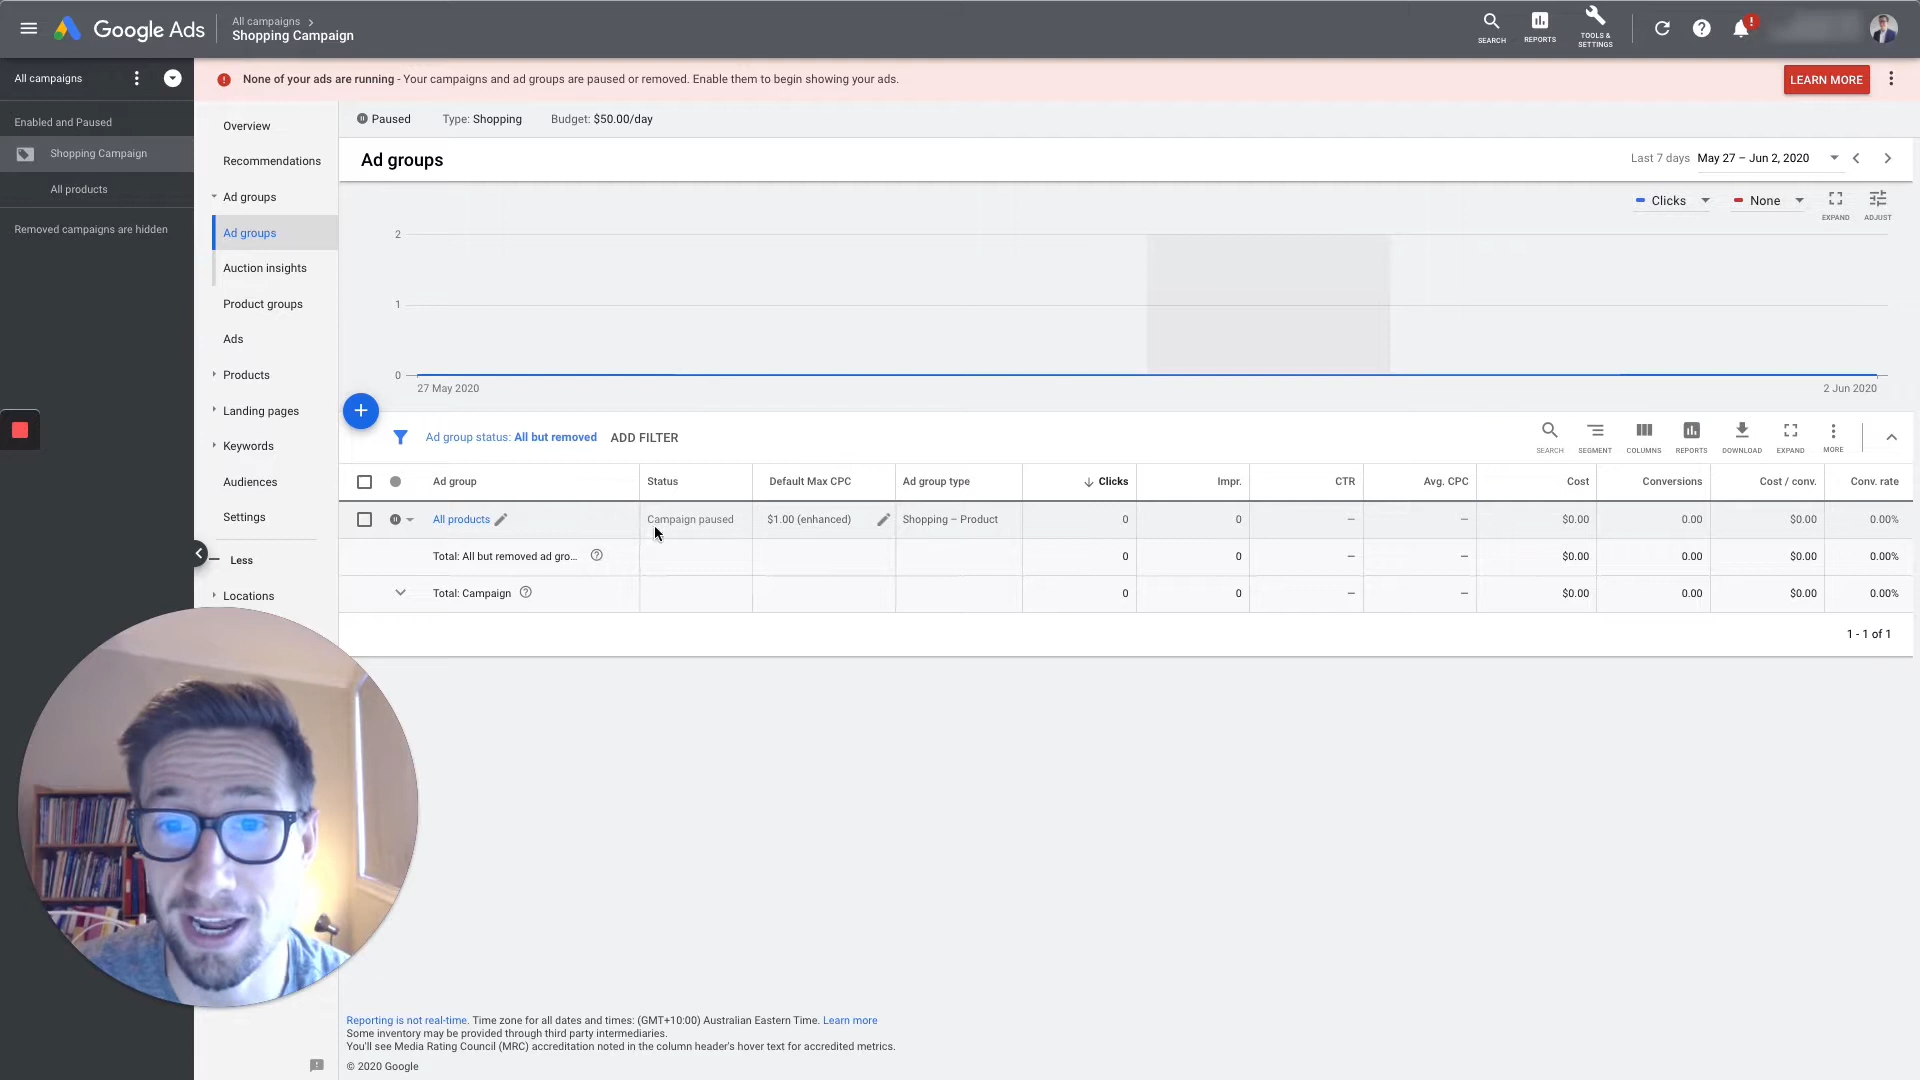 Google Ads
All campaigns
Shopping Campaign
SEARCH
REPORTS
TOOLS &
SETTINGS
!
All campaigns
None of your ads are running - Your campaigns and ad groups are paused or removed. Enable them to begin showing your ads.
LEARN MORE
Enabled and Paused
Shopping Campaign
All products
Removed campaigns are hidden
Overview
Recommendations
Ad groups
Ad groups
Auction insights
Product groups
Ads
Products
Landing pages
Keywords
Audiences
Settings
Less
Locations
Paused Type: Shopping Budget: $50.00/day
Ad groups
Last 7 days May 27 – Jun 2, 2020
Clicks None
EXPAND ADJUST
2
1
0
27 May 2020 2 Jun 2020
Ad group status: All but removed ADD FILTER
SEARCH SEGMENT COLUMNS REPORTS DOWNLOAD EXPAND MORE
Ad group Status Default Max CPC Ad group type Clicks Impr. CTR Avg. CPC Cost Conversions Cost / conv. Conv. rate
All products Campaign paused $1.00 (enhanced) Shopping – Product 0 0 – – $0.00 0.00 $0.00 0.00%
Total: All but removed ad gro... 0 0 – – $0.00 0.00 $0.00 0.00%
Total: Campaign 0 0 – – $0.00 0.00 $0.00 0.00%
1 - 1 of 1
Reporting is not real-time. Time zone for all dates and times: (GMT+10:00) Australian Eastern Time. Learn more
Some inventory may be provided through third party intermediaries.
You'll see Media Rating Council (MRC) accreditation noted in the column header's hover text for accredited metrics.
© 2020 Google